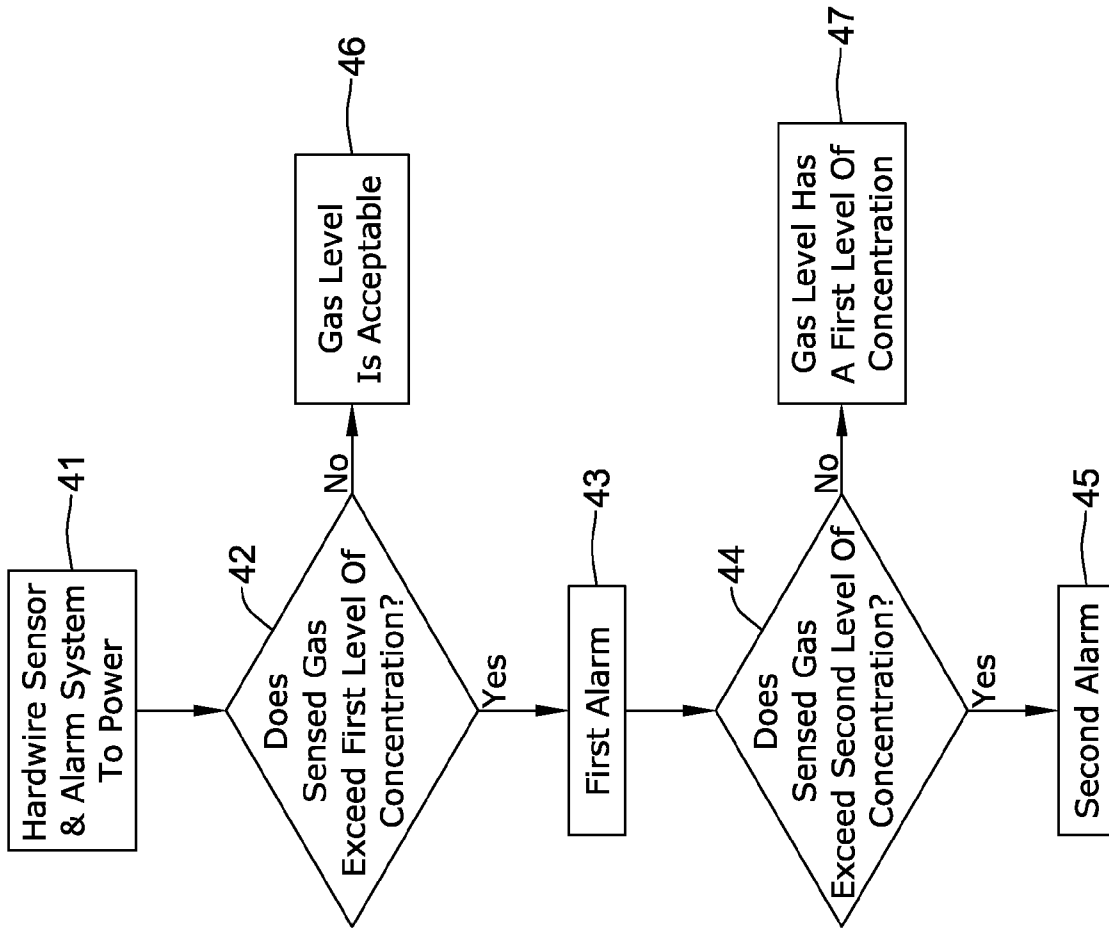 Hardwire Sensor
& Alarm System
To Power
41
Does
Sensed Gas
Exceed First Level Of
Concentration?
42
No
Gas Level
Is Acceptable
46
Yes
First Alarm
43
Does
Sensed Gas
Exceed Second Level Of
Concentration?
44
No
Gas Level Has
A First Level Of
Concentration
47
Yes
Second Alarm
45